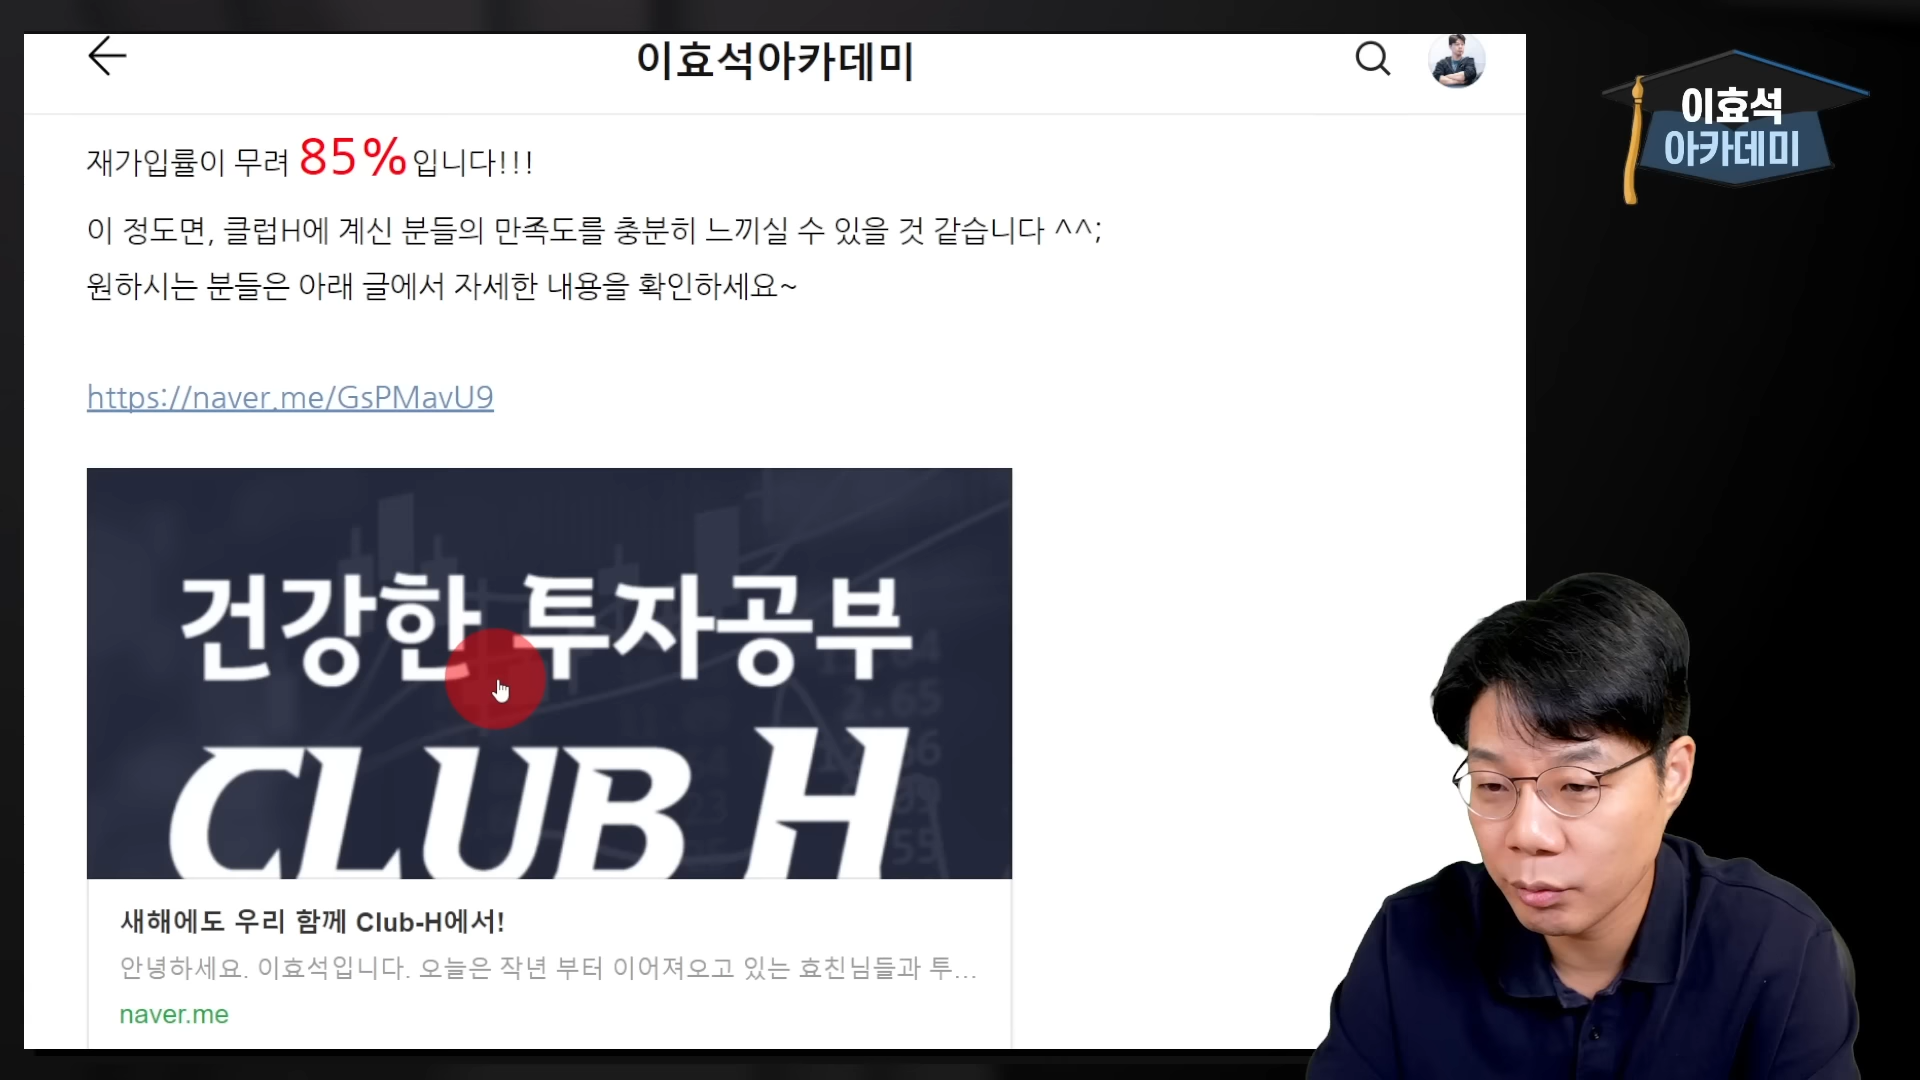 이효석아카데미
이효석
아카데미
재가입률이 무려 85%입니다!!!
이 정도면, 클럽H에 계신 분들의 만족도를 충분히 느끼실 수 있을 것 같습니다 ^^;
원하시는 분들은 아래 글에서 자세한 내용을 확인하세요~
https://naver.me/GsPMavU9
건강한 투자공부
CLUB H
새해에도 우리 함께 Club-H에서!
안녕하세요. 이효석입니다. 오늘은 작년 부터 이어져오고 있는 효친님들과 투...
naver.me